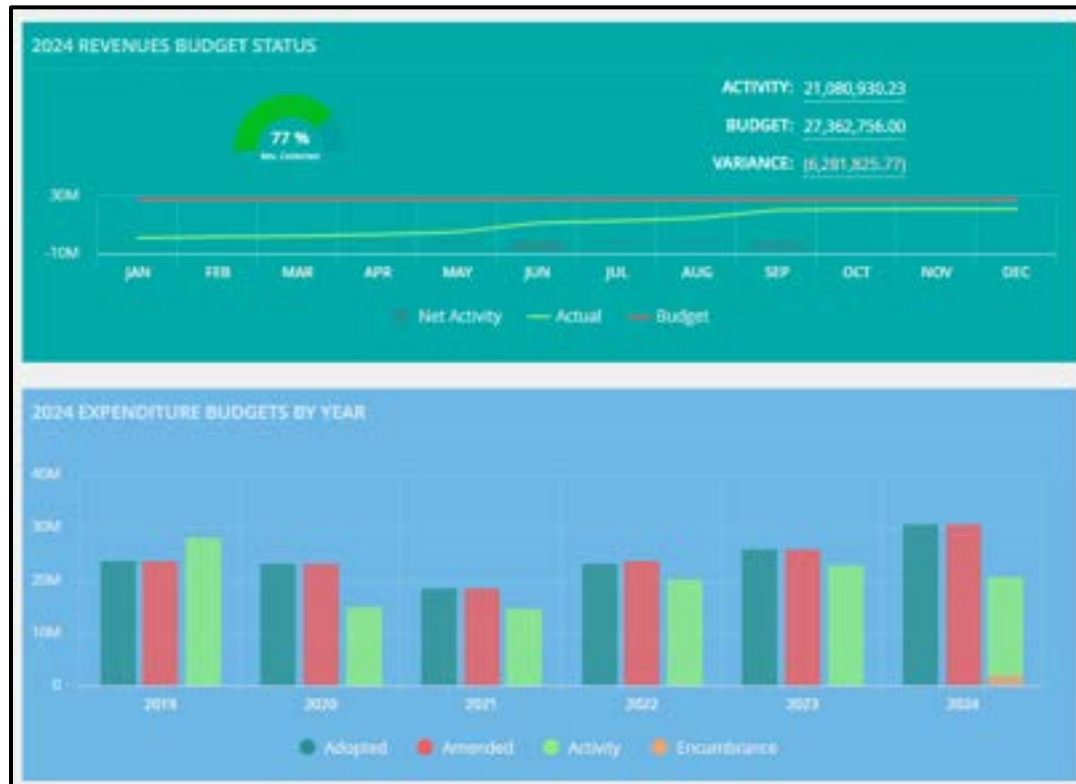 2024 REVENUES BUDGET STATUS
ACTIVITY: 21,080,930.23
77 %
BUDGET: 27,362,756.00
VARIANCE: (6,281,825.77)
30M
-10M
JAN FEB MAR APR MAY JUN JUL AUG SEP OCT NOV DEC
Net Activity Actual Budget
2024 EXPENDITURE BUDGETS BY YEAR
40M
30M
20M
10M
0
2019 2020 2021 2022 2023 2024
Adopted Amended Activity Encumbrance